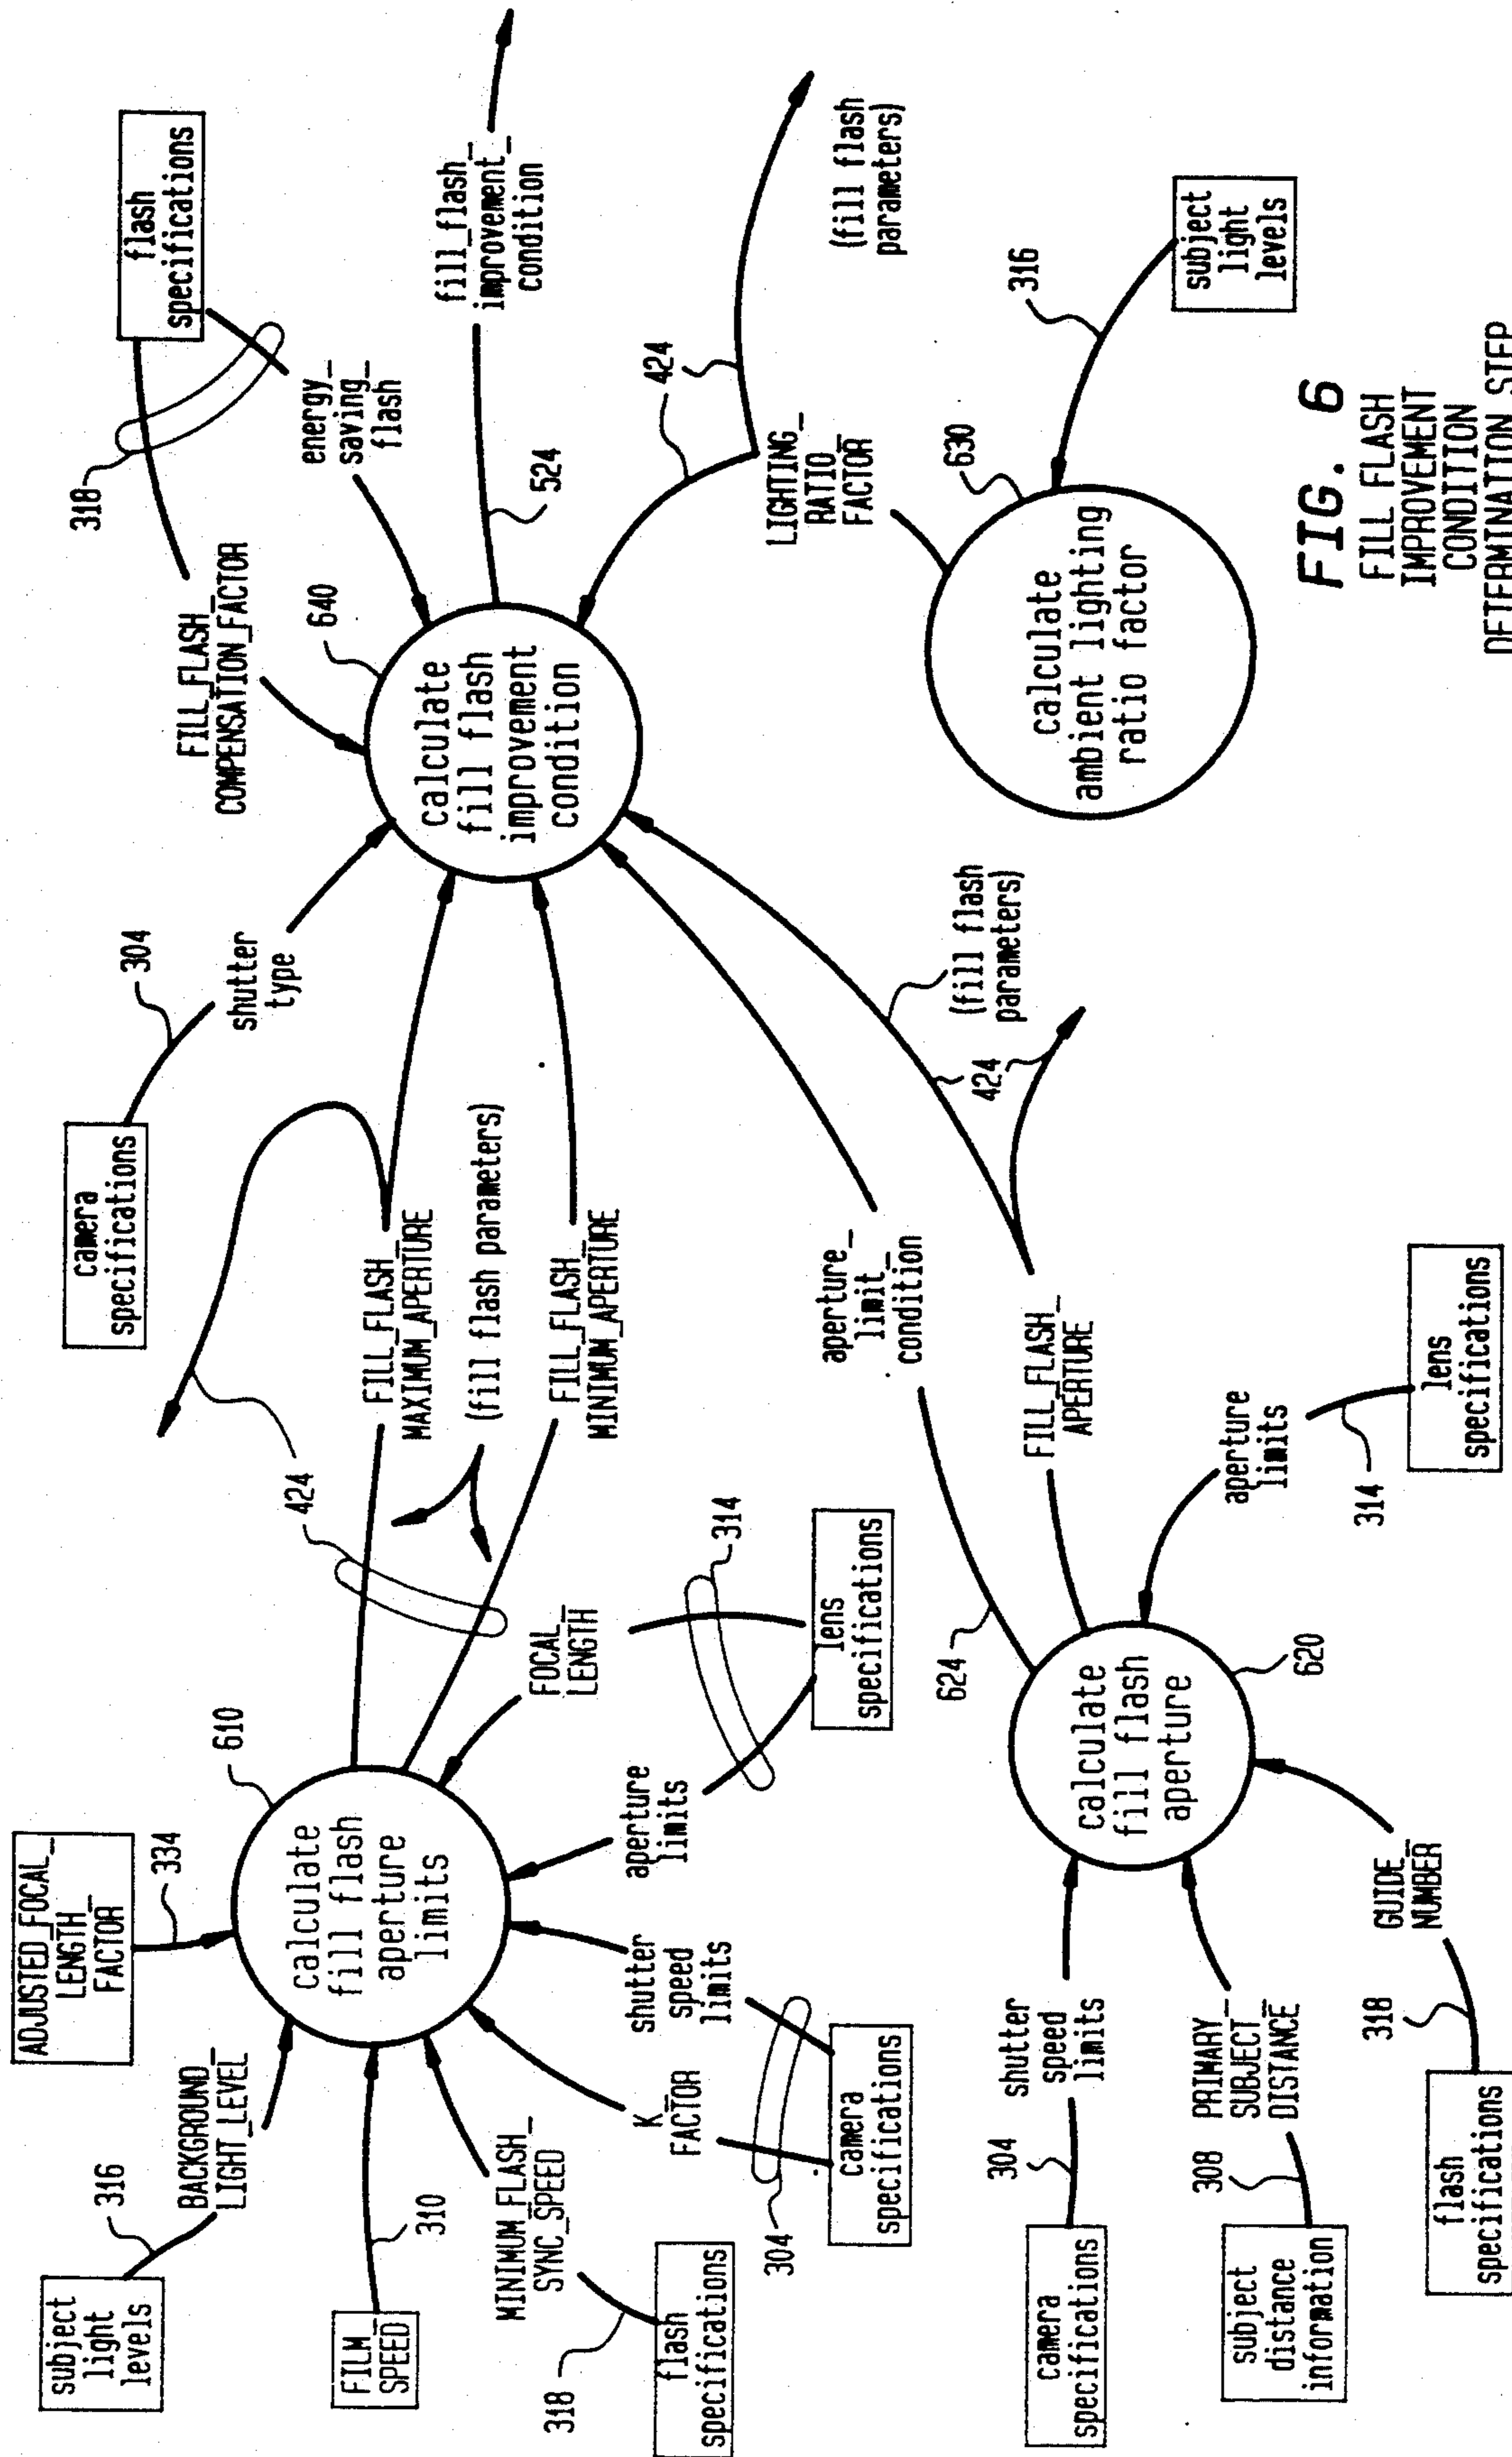 subject
light
levels
316
BACKGROUND_
LIGHT_LEVEL
ADJUSTED_FOCAL_
LENGTH_
FACTOR
334
610
calculate
fill flash
aperture
limits
FILM_
SPEED
310
MINIMUM_FLASH_
SYNC_SPEED
318
flash
specifications
K_
FACTOR
shutter
speed
limits
304
camera
specifications
aperture
limits
FOCAL_
LENGTH
314
lens
specifications
424
FILL_FLASH_
MAXIMUM_APERTURE
(fill flash parameters)
FILL_FLASH_
MINIMUM_APERTURE
camera
specifications
304
shutter
type
FILL_FLASH_
COMPENSATION_FACTOR
318
flash
specifications
energy_
saving_
flash
640
calculate
fill flash
improvement
condition
524
fill_flash_
improvement_
condition
424
(fill flash
parameters)
LIGHTING_
RATIO_
FACTOR
630
calculate
ambient lighting
ratio factor
316
subject
light
levels
camera
specifications
304
shutter
speed
limits
subject
distance
information
308
PRIMARY_
SUBJECT_
DISTANCE
flash
specifications
318
GUIDE_
NUMBER
calculate
fill flash
aperture
620
624
aperture_
limit_
condition
FILL_FLASH_
APERTURE
424
(fill flash
parameters)
aperture
limits
314
lens
specifications
FIG. 6
FILL FLASH
IMPROVEMENT
CONDITION
DETERMINATION STEP